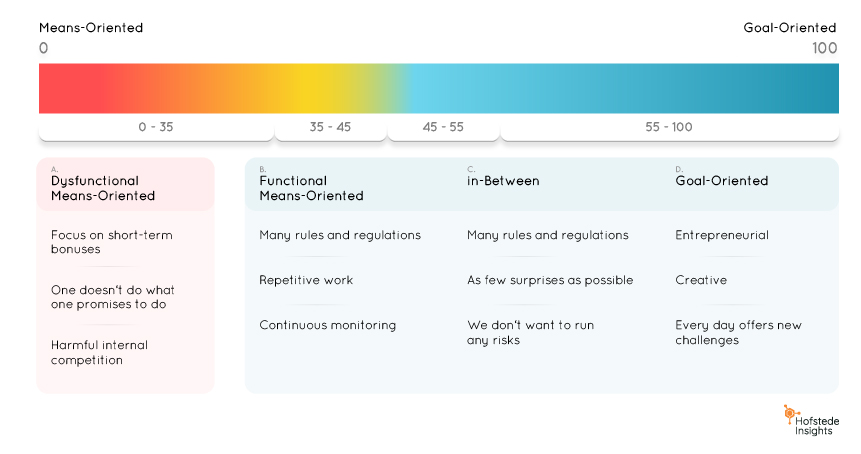 Means-Oriented
Goal-Oriented
0
100
0 - 35
35 - 45
45 - 55
55 - 100
A.
Dysfunctional
Means-Oriented
Focus on short-term
bonuses
One doesn't do what
one promises to do
Harmful internal
competition
B.
Functional
Means-Oriented
Many rules and regulations
Repetitive work
Continuous monitoring
C.
in-Between
Many rules and regulations
As few surprises as possible
We don't want to run
any risks
D.
Goal-Oriented
Entrepreneurial
Creative
Every day offers new
challenges
Hofstede
Insights